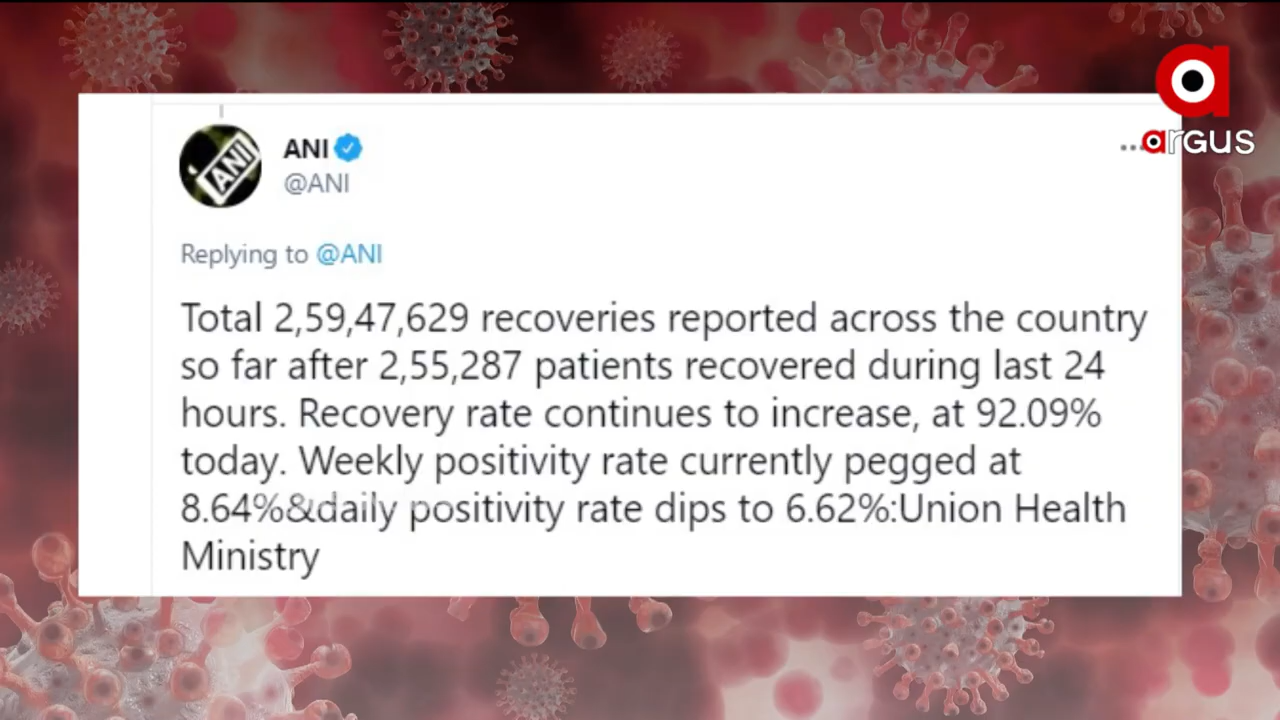 argus
ANI
ANI
@ANI
Replying to @ANI
Total 2,59,47,629 recoveries reported across the country
so far after 2,55,287 patients recovered during last 24
hours. Recovery rate continues to increase, at 92.09%
today. Weekly positivity rate currently pegged at
8.64%&daily positivity rate dips to 6.62%:Union Health
Ministry